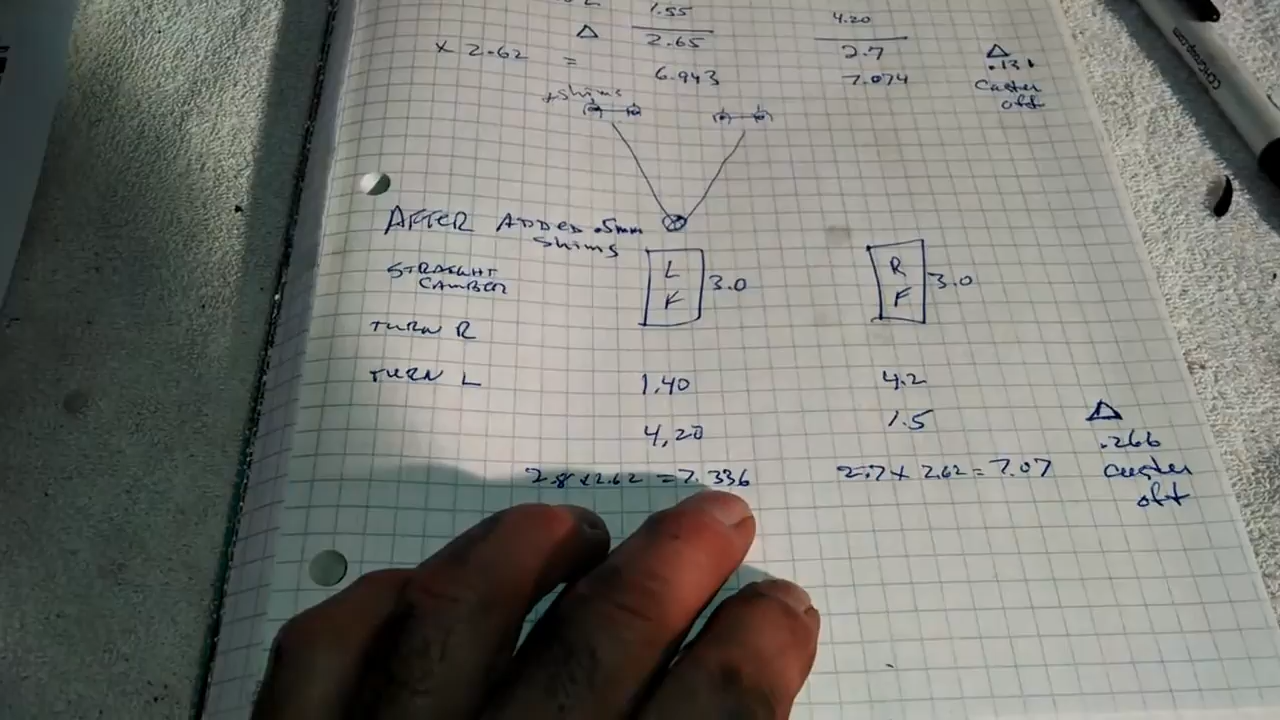 1.55 4.20
Δ 2.65 2.7 Δ
× 2.62 = 6.943 7.074 .131
+Shims Caster
off
AFTER ADDED .5mm
Shims
STRAIGHT L 3.0 R 3.0
CAMBER F F
TURN R
TURN L 1.40 4.2
4,20 1.5 Δ
.266
2.8 × 2.62 = 7.336 2.7 × 2.62 = 7.07 caster
off
CCHGroup.com